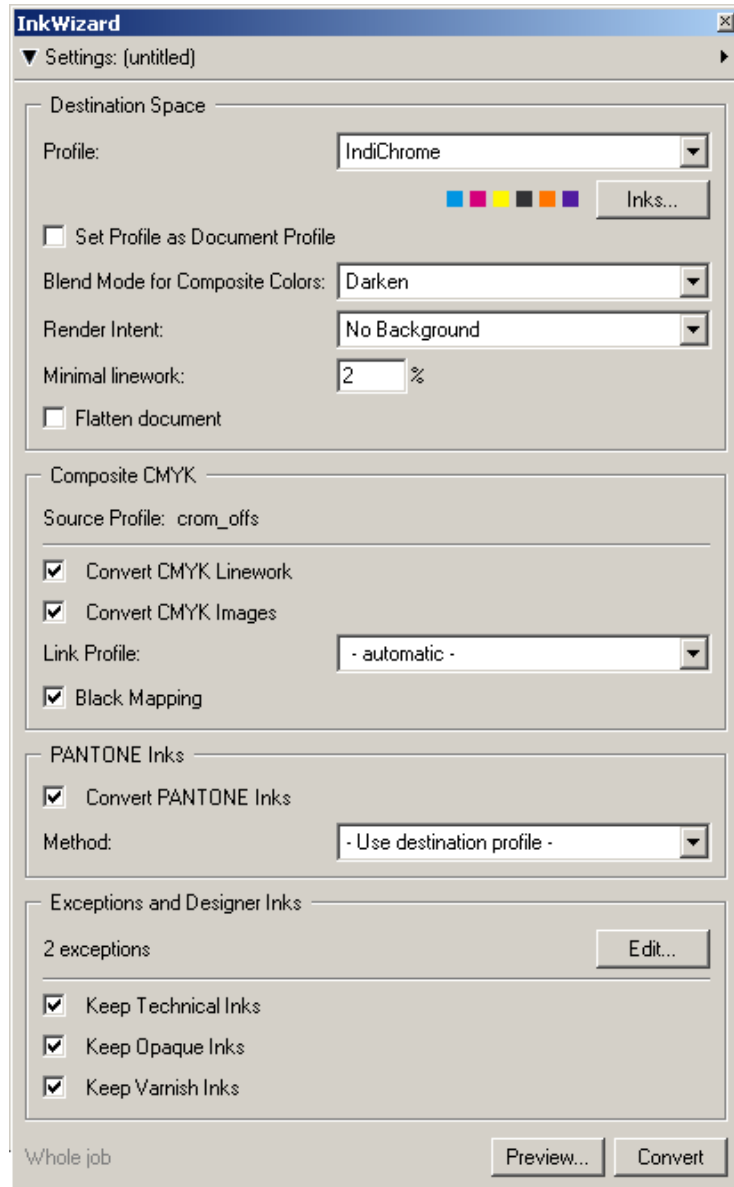 InkWizard
Settings: (untitled)
Destination Space
Profile: IndiChrome
Inks...
Set Profile as Document Profile
Blend Mode for Composite Colors: Darken
Render Intent: No Background
Minimal linework: 2 %
Flatten document
Composite CMYK
Source Profile: crom_offs
Convert CMYK Linework
Convert CMYK Images
Link Profile: - automatic -
Black Mapping
PANTONE Inks
Convert PANTONE Inks
Method: - Use destination profile -
Exceptions and Designer Inks
2 exceptions Edit...
Keep Technical Inks
Keep Opaque Inks
Keep Varnish Inks
Whole job Preview... Convert